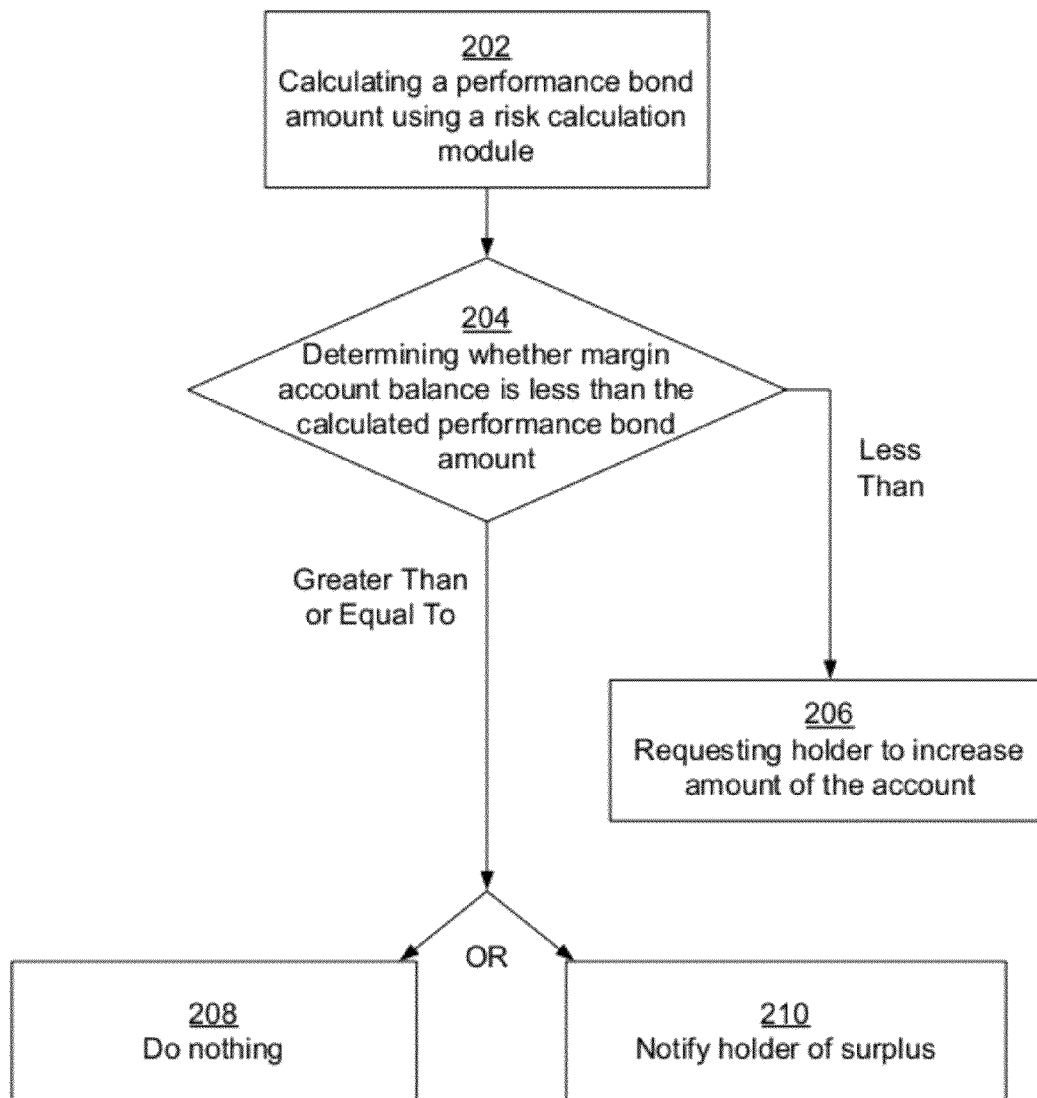 202
Calculating a performance bond
amount using a risk calculation
module
204
Determining whether margin
account balance is less than the
calculated performance bond
amount
Less
Than
Greater Than
or Equal To
206
Requesting holder to increase
amount of the account
OR
208
Do nothing
210
Notify holder of surplus